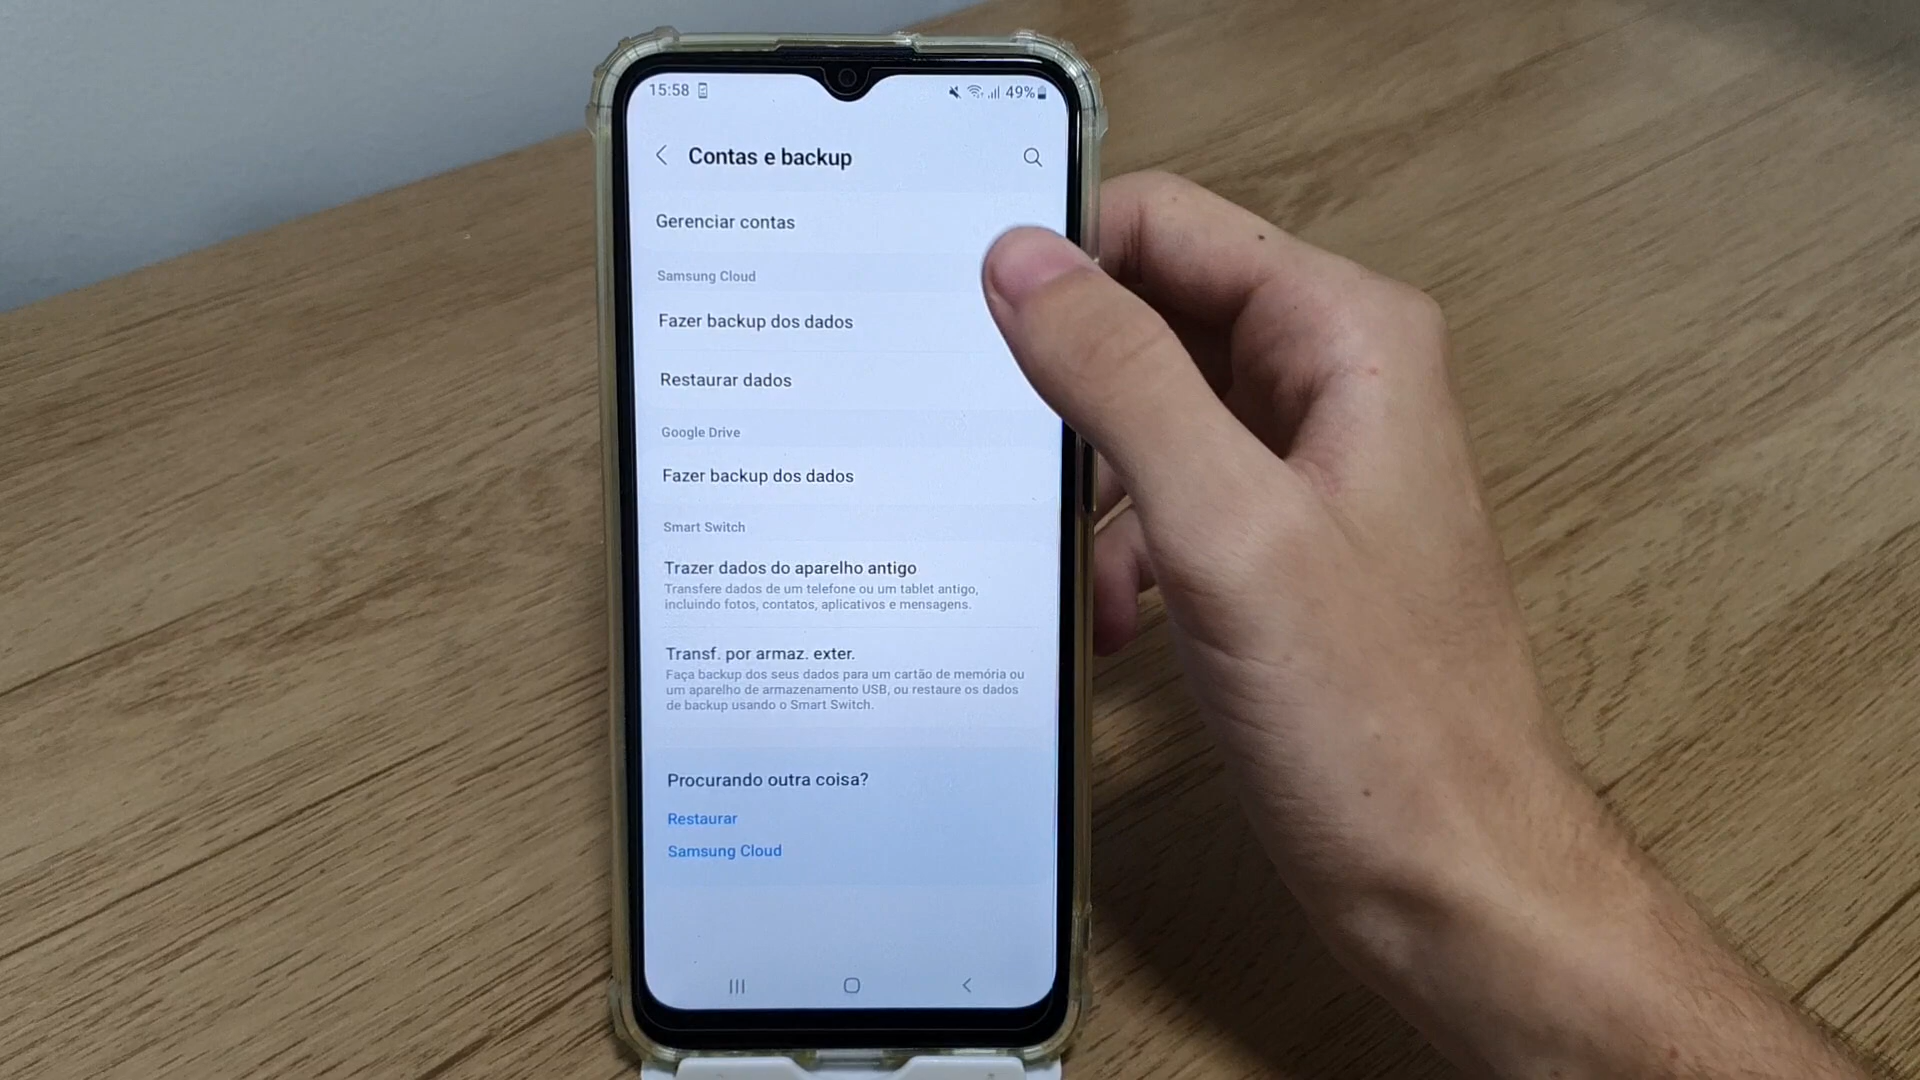 15:58
49%
Contas e backup
Gerenciar contas
Samsung Cloud
Fazer backup dos dados
Restaurar dados
Google Drive
Fazer backup dos dados
Smart Switch
Trazer dados do aparelho antigo
Transfere dados de um telefone ou um tablet antigo,
incluindo fotos, contatos, aplicativos e mensagens.
Transf. por armaz. exter.
Faça backup dos seus dados para um cartão de memória ou
um aparelho de armazenamento USB, ou restaure os dados
de backup usando o Smart Switch.
Procurando outra coisa?
Restaurar
Samsung Cloud